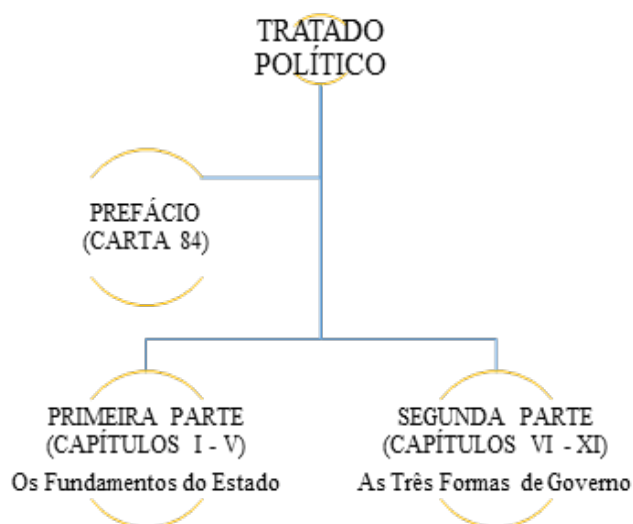 TRATADO
POLÍTICO
PREFÁCIO
(CARTA 84)
PRIMEIRA PARTE
(CAPÍTULOS I - V)
Os Fundamentos do Estado
SEGUNDA PARTE
(CAPÍTULOS VI - XI)
As Três Formas de Governo